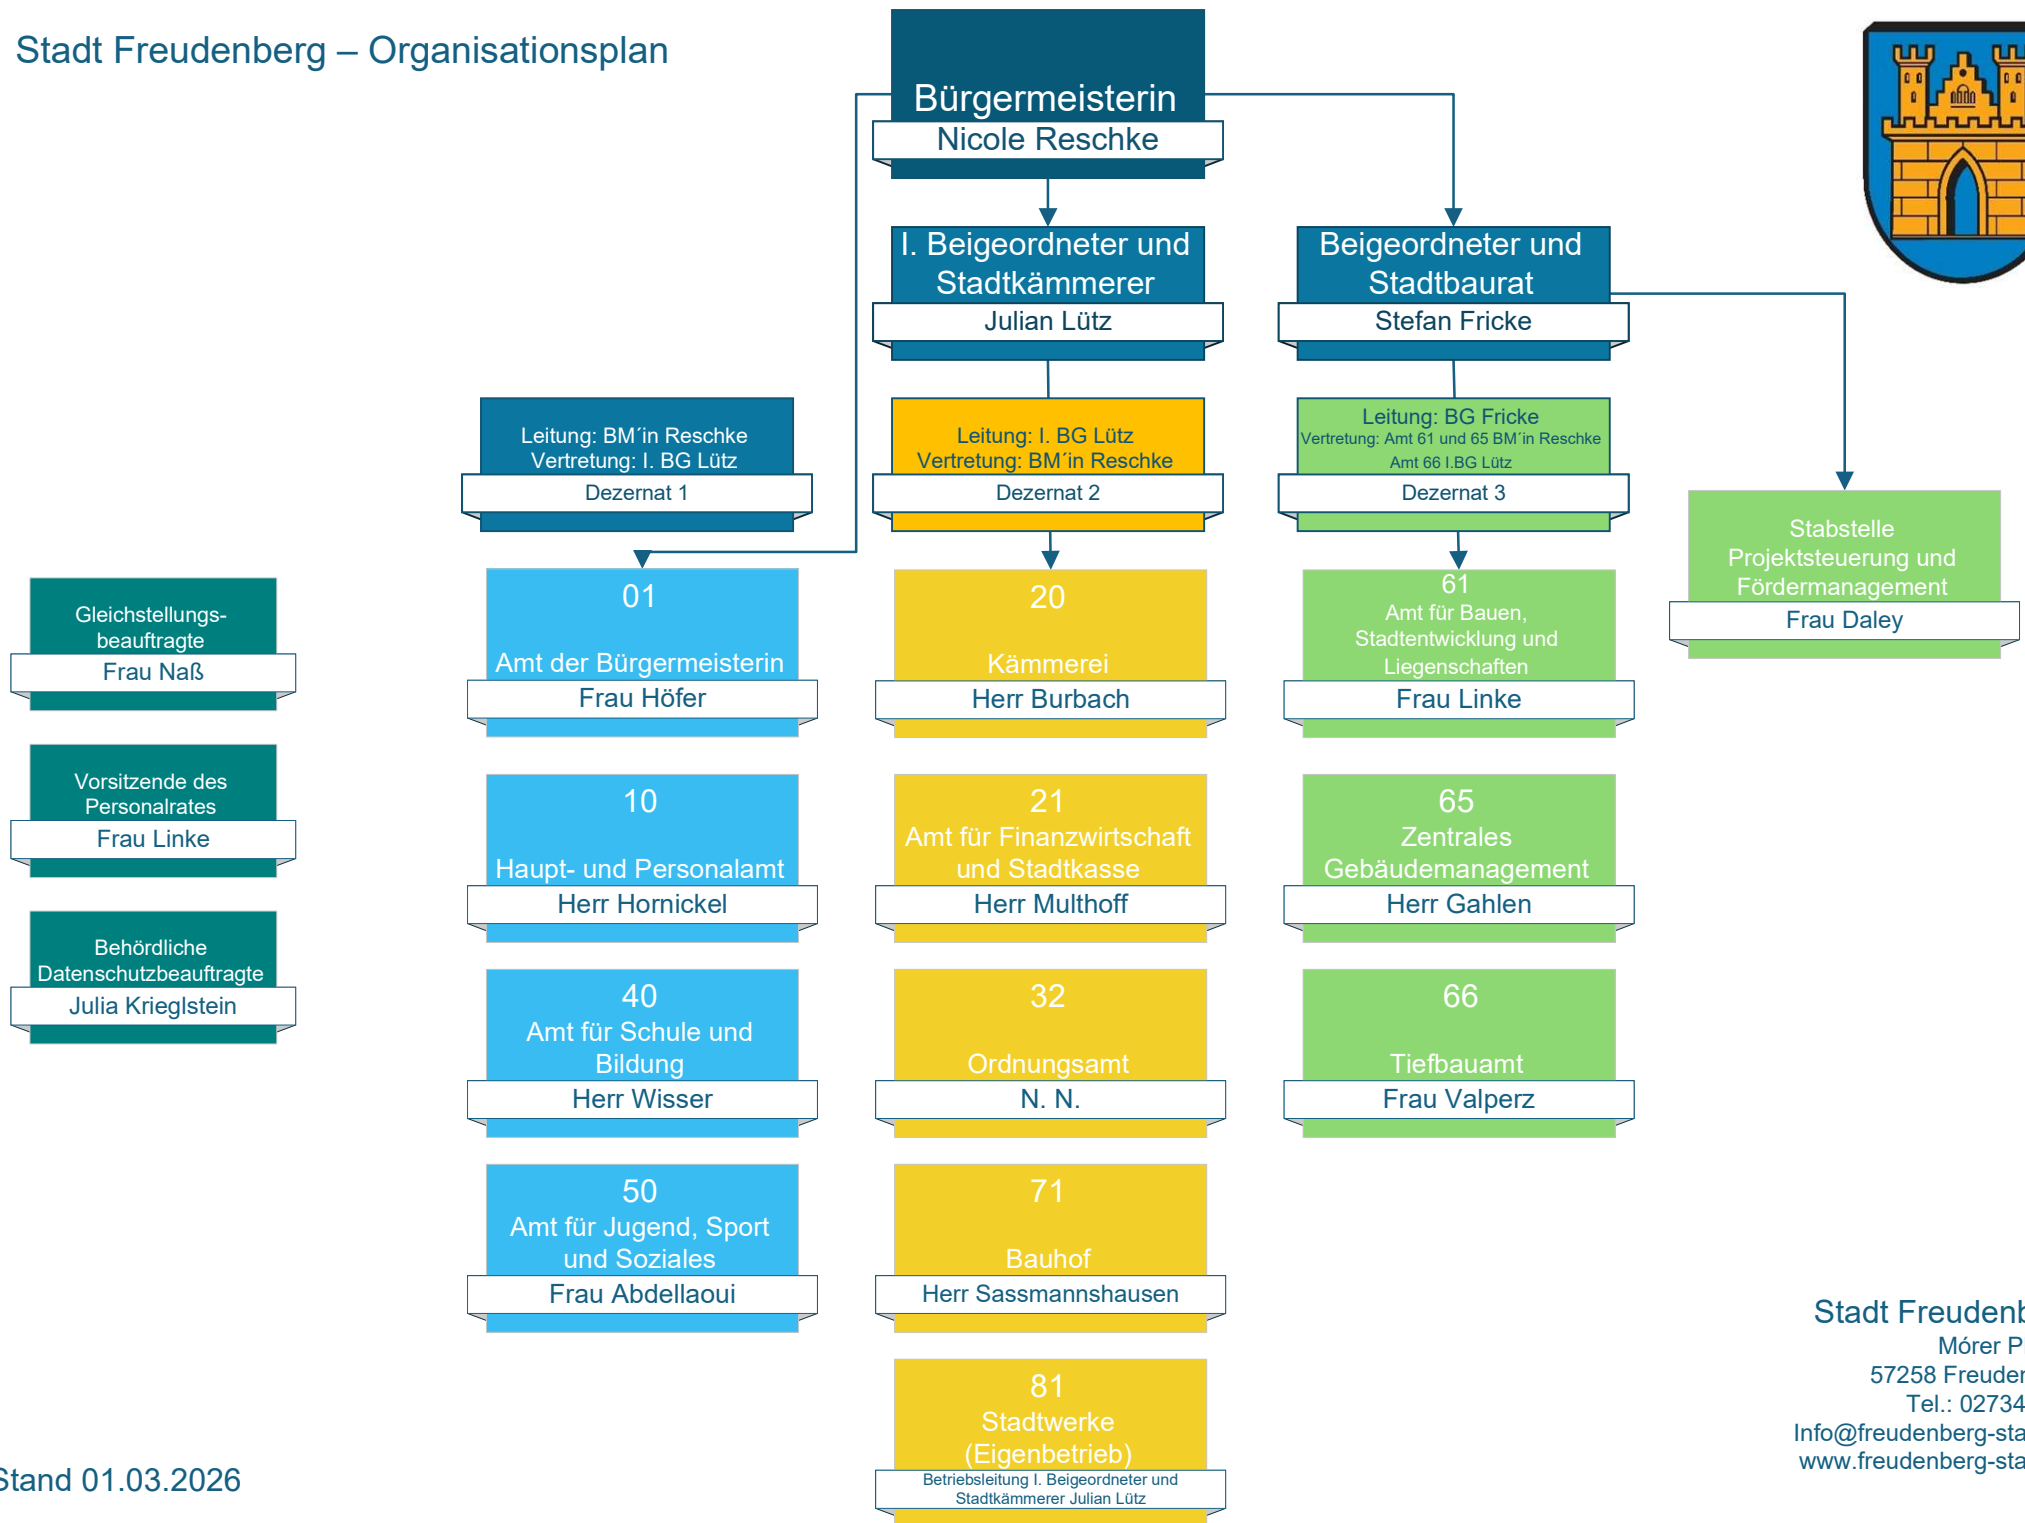 Stadt Freudenberg – Organisationsplan
Bürgermeisterin
Nicole Reschke
I. Beigeordneter und
Stadtkämmerer
Julian Lütz
Beigeordneter und
Stadtbaurat
Stefan Fricke
Leitung: BM´in Reschke
Vertretung: I. BG Lütz
Dezernat 1
Leitung: I. BG Lütz
Vertretung: BM´in Reschke
Dezernat 2
Leitung: BG Fricke
Vertretung: Amt 61 und 65 BM´in Reschke
Amt 66 I.BG Lütz
Dezernat 3
Stabstelle
Projektsteuerung und
Fördermanagement
Frau Daley
Gleichstellungs-
beauftragte
Frau Naß
Vorsitzende des
Personalrates
Frau Linke
Behördliche
Datenschutzbeauftragte
Julia Krieglstein
01
Amt der Bürgermeisterin
Frau Höfer
10
Haupt- und Personalamt
Herr Hornickel
40
Amt für Schule und
Bildung
Herr Wisser
50
Amt für Jugend, Sport
und Soziales
Frau Abdellaoui
20
Kämmerei
Herr Burbach
21
Amt für Finanzwirtschaft
und Stadtkasse
Herr Multhoff
32
Ordnungsamt
N. N.
71
Bauhof
Herr Sassmannshausen
81
Stadtwerke
(Eigenbetrieb)
Betriebsleitung I. Beigeordneter und
Stadtkämmerer Julian Lütz
61
Amt für Bauen,
Stadtentwicklung und
Liegenschaften
Frau Linke
65
Zentrales
Gebäudemanagement
Herr Gahlen
66
Tiefbauamt
Frau Valperz
Stadt
Mórer
57258
Tel.: 02734
Stand 01.03.2026